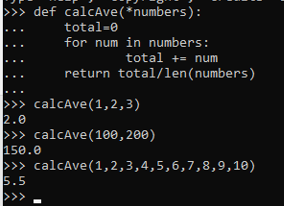 >>> def calcAve(*numbers):
...     total=0
...     for num in numbers:
...             total += num
...     return total/len(numbers)
...
>>> calcAve(1,2,3)
2.0
>>> calcAve(100,200)
150.0
>>> calcAve(1,2,3,4,5,6,7,8,9,10)
5.5
>>>